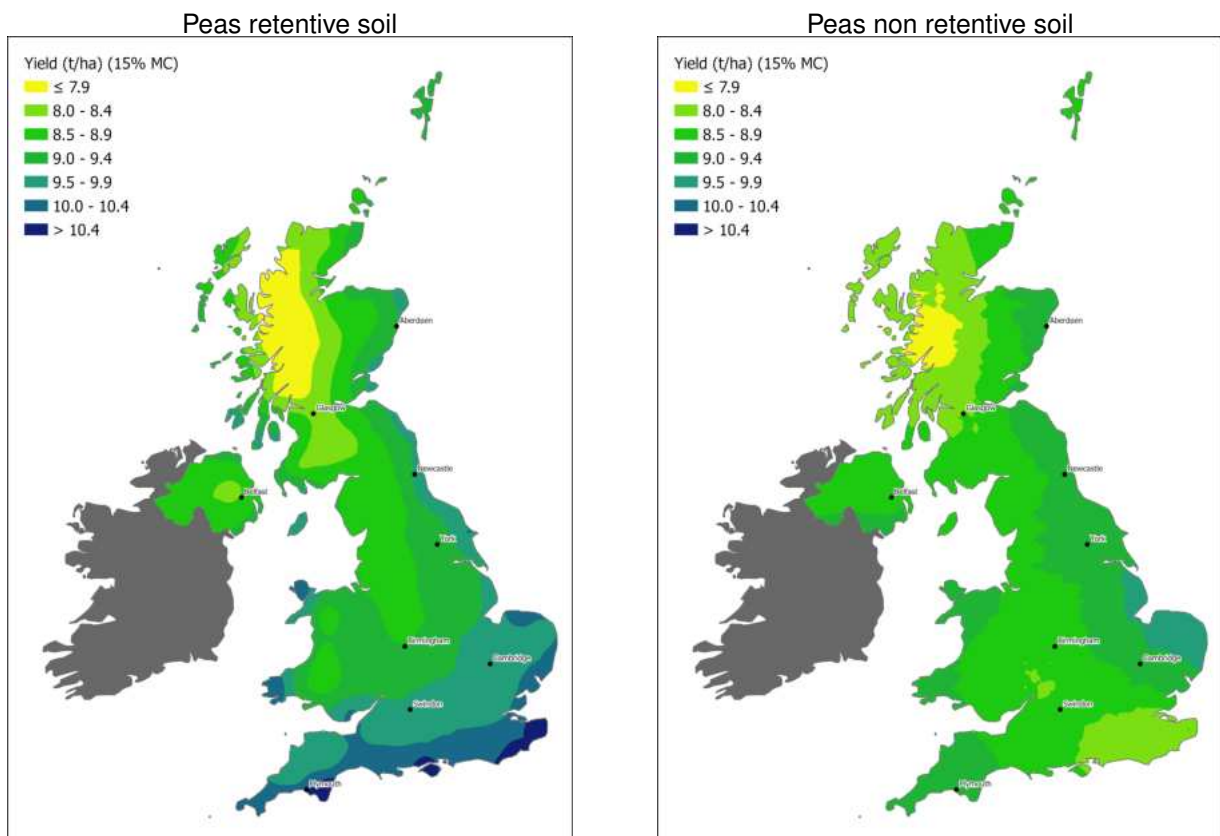 Peas retentive soil
Yield (t/ha) (15% MC)
≤ 7.9
8.0 - 8.4
8.5 - 8.9
9.0 - 9.4
9.5 - 9.9
10.0 - 10.4
> 10.4
Aberdeen
Glasgow
Newcastle
Belfast
York
Birmingham
Cambridge
Swindon
Plymouth
Peas non retentive soil
Yield (t/ha) (15% MC)
≤ 7.9
8.0 - 8.4
8.5 - 8.9
9.0 - 9.4
9.5 - 9.9
10.0 - 10.4
> 10.4
Aberdeen
Glasgow
Newcastle
Belfast
York
Birmingham
Cambridge
Swindon
Plymouth